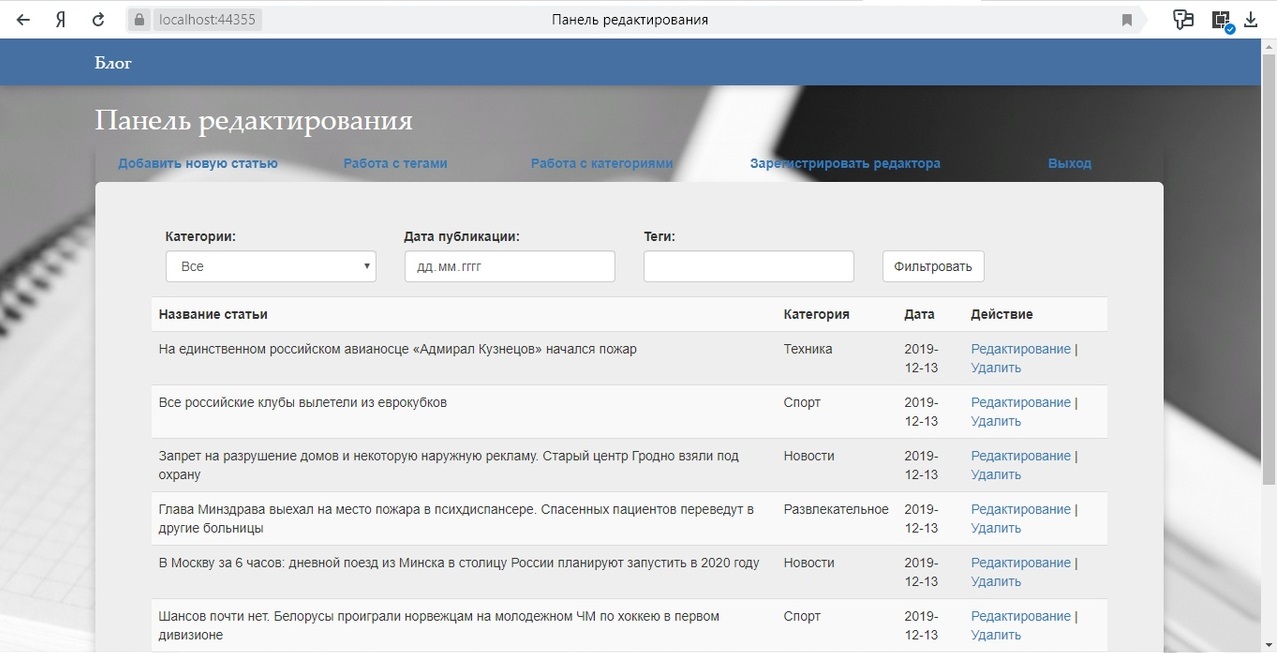 Я localhost:44355 Панель редактирования
Блог
Панель редактирования
Добавить новую статью Работа с тегами Работа с категориями Зарегистрировать редактора Выход
Категории: Дата публикации: Теги:
Все дд.мм.гггг Фильтровать
Название статьи Категория Дата Действие
На единственном российском авианосце «Адмирал Кузнецов» начался пожар Техника 2019- Редактирование |
12-13 Удалить
Все российские клубы вылетели из еврокубков Спорт 2019- Редактирование |
12-13 Удалить
Запрет на разрушение домов и некоторую наружную рекламу. Старый центр Гродно взяли под Новости 2019- Редактирование |
охрану 12-13 Удалить
Глава Минздрава выехал на место пожара в психдиспансере. Спасенных пациентов переведут в Развлекательное 2019- Редактирование |
другие больницы 12-13 Удалить
В Москву за 6 часов: дневной поезд из Минска в столицу России планируют запустить в 2020 году Новости 2019- Редактирование |
12-13 Удалить
Шансов почти нет. Белорусы проиграли норвежцам на молодежном ЧМ по хоккею в первом Спорт 2019- Редактирование |
дивизионе 12-13 Удалить